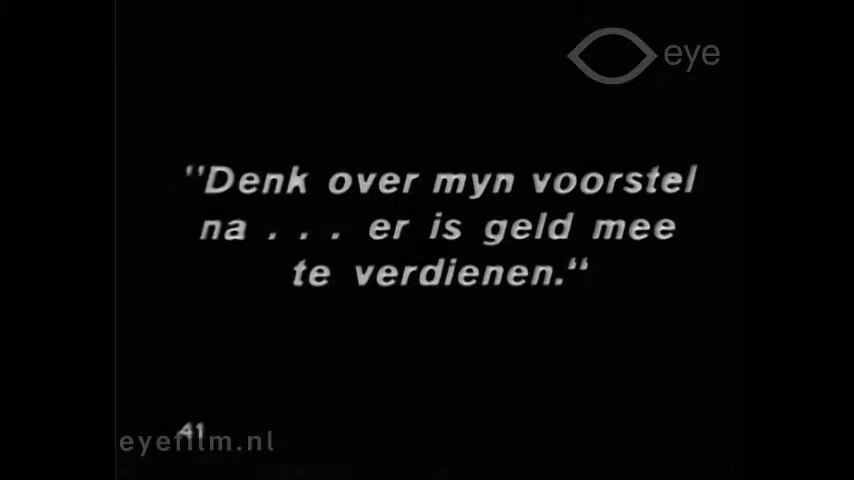 eye
"Denk over myn voorstel
na . . . er is geld mee
te verdienen."
41
eyefilm.nl